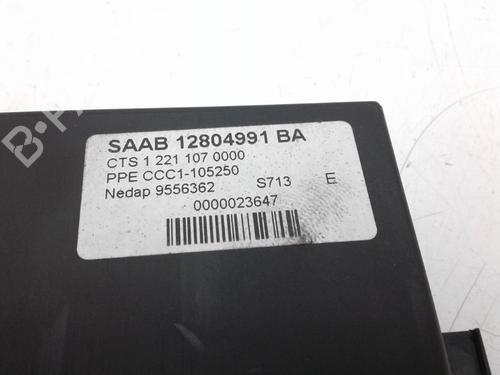 SAAB 12804991 BA
CTS 1 221 107 0000
PPE CCC1-105250
Nedap 9556362 S713 E
0000023647